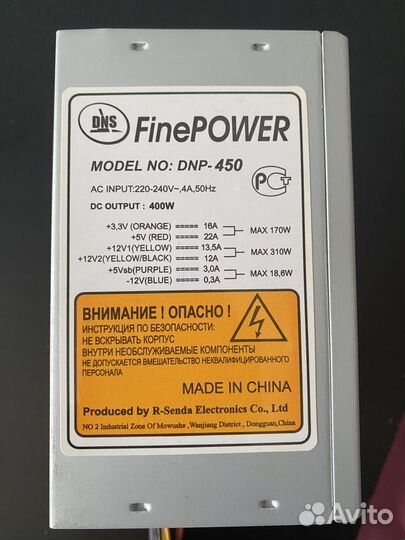 DNS
FinePOWER
MODEL NO: DNP-450
AC INPUT:220-240V~,4A,50Hz
DC OUTPUT : 400W
+3,3V (ORANGE) 16A
+5V (RED) 22A MAX 170W
+12V1(YELLOW) 13,5A
+12V2(YELLOW/BLACK) 12A MAX 310W
+5Vsb(PURPLE) 3,0A
-12V(BLUE) 0,3A MAX 18,6W
ВНИМАНИЕ ! ОПАСНО !
ИНСТРУКЦИЯ ПО БЕЗОПАСНОСТИ:
НЕ ВСКРЫВАТЬ КОРПУС
ВНУТРИ НЕОБСЛУЖИВАЕМЫЕ КОМПОНЕНТЫ
НЕ ДОПУСКАЕТСЯ ВМЕШАТЕЛЬСТВО НЕКВАЛИФИЦИРОВАННОГО
ПЕРСОНАЛА
MADE IN CHINA
Produced by R-Senda Electronics Co., Ltd
NO 2 Industrial Zone Of Mowushe , Wanjiang District , Dongguan,China
Avito